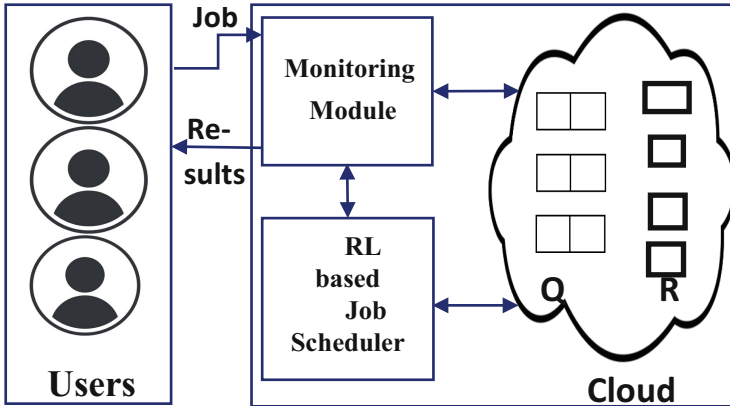 Job
Monitoring
Module
Re-
sults
RL
based
Job
Scheduler
Q
R
Users
Cloud